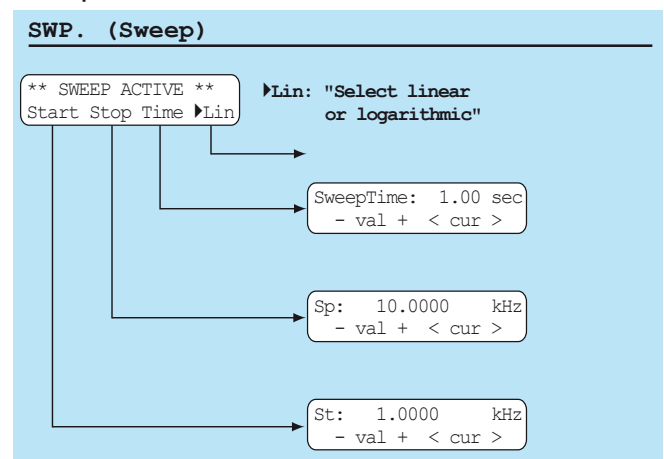 SWP. (Sweep)
** SWEEP ACTIVE **
Start Stop Time ▶Lin
▶Lin: "Select linear
or logarithmic"
SweepTime: 1.00 sec
- val + < cur >
Sp: 10.0000 kHz
- val + < cur >
St: 1.0000 kHz
- val + < cur >